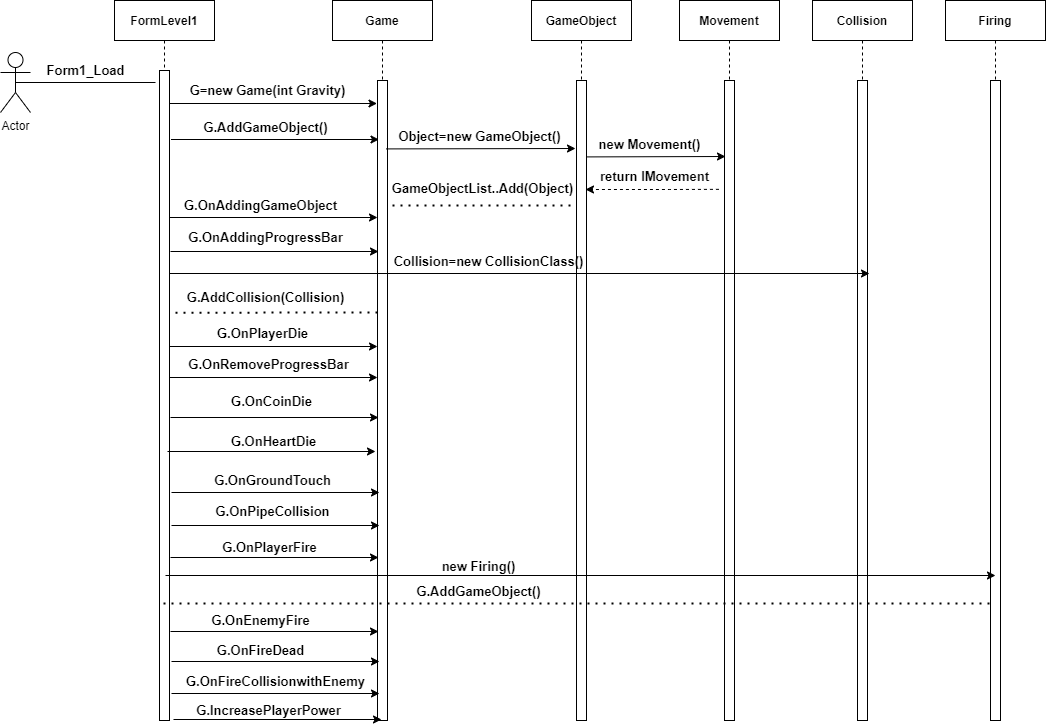 FormLevel1
Game
GameObject
Movement
Collision
Firing
Form1_Load
Actor
G=new Game(int Gravity)
G.AddGameObject()
Object=new GameObject()
new Movement()
return IMovement
GameObjectList..Add(Object)
G.OnAddingGameObject
G.OnAddingProgressBar
Collision=new CollisionClass()
G.AddCollision(Collision)
G.OnPlayerDie
G.OnRemoveProgressBar
G.OnCoinDie
G.OnHeartDie
G.OnGroundTouch
G.OnPipeCollision
G.OnPlayerFire
new Firing()
G.AddGameObject()
G.OnEnemyFire
G.OnFireDead
G.OnFireCollisionwithEnemy
G.IncreasePlayerPower